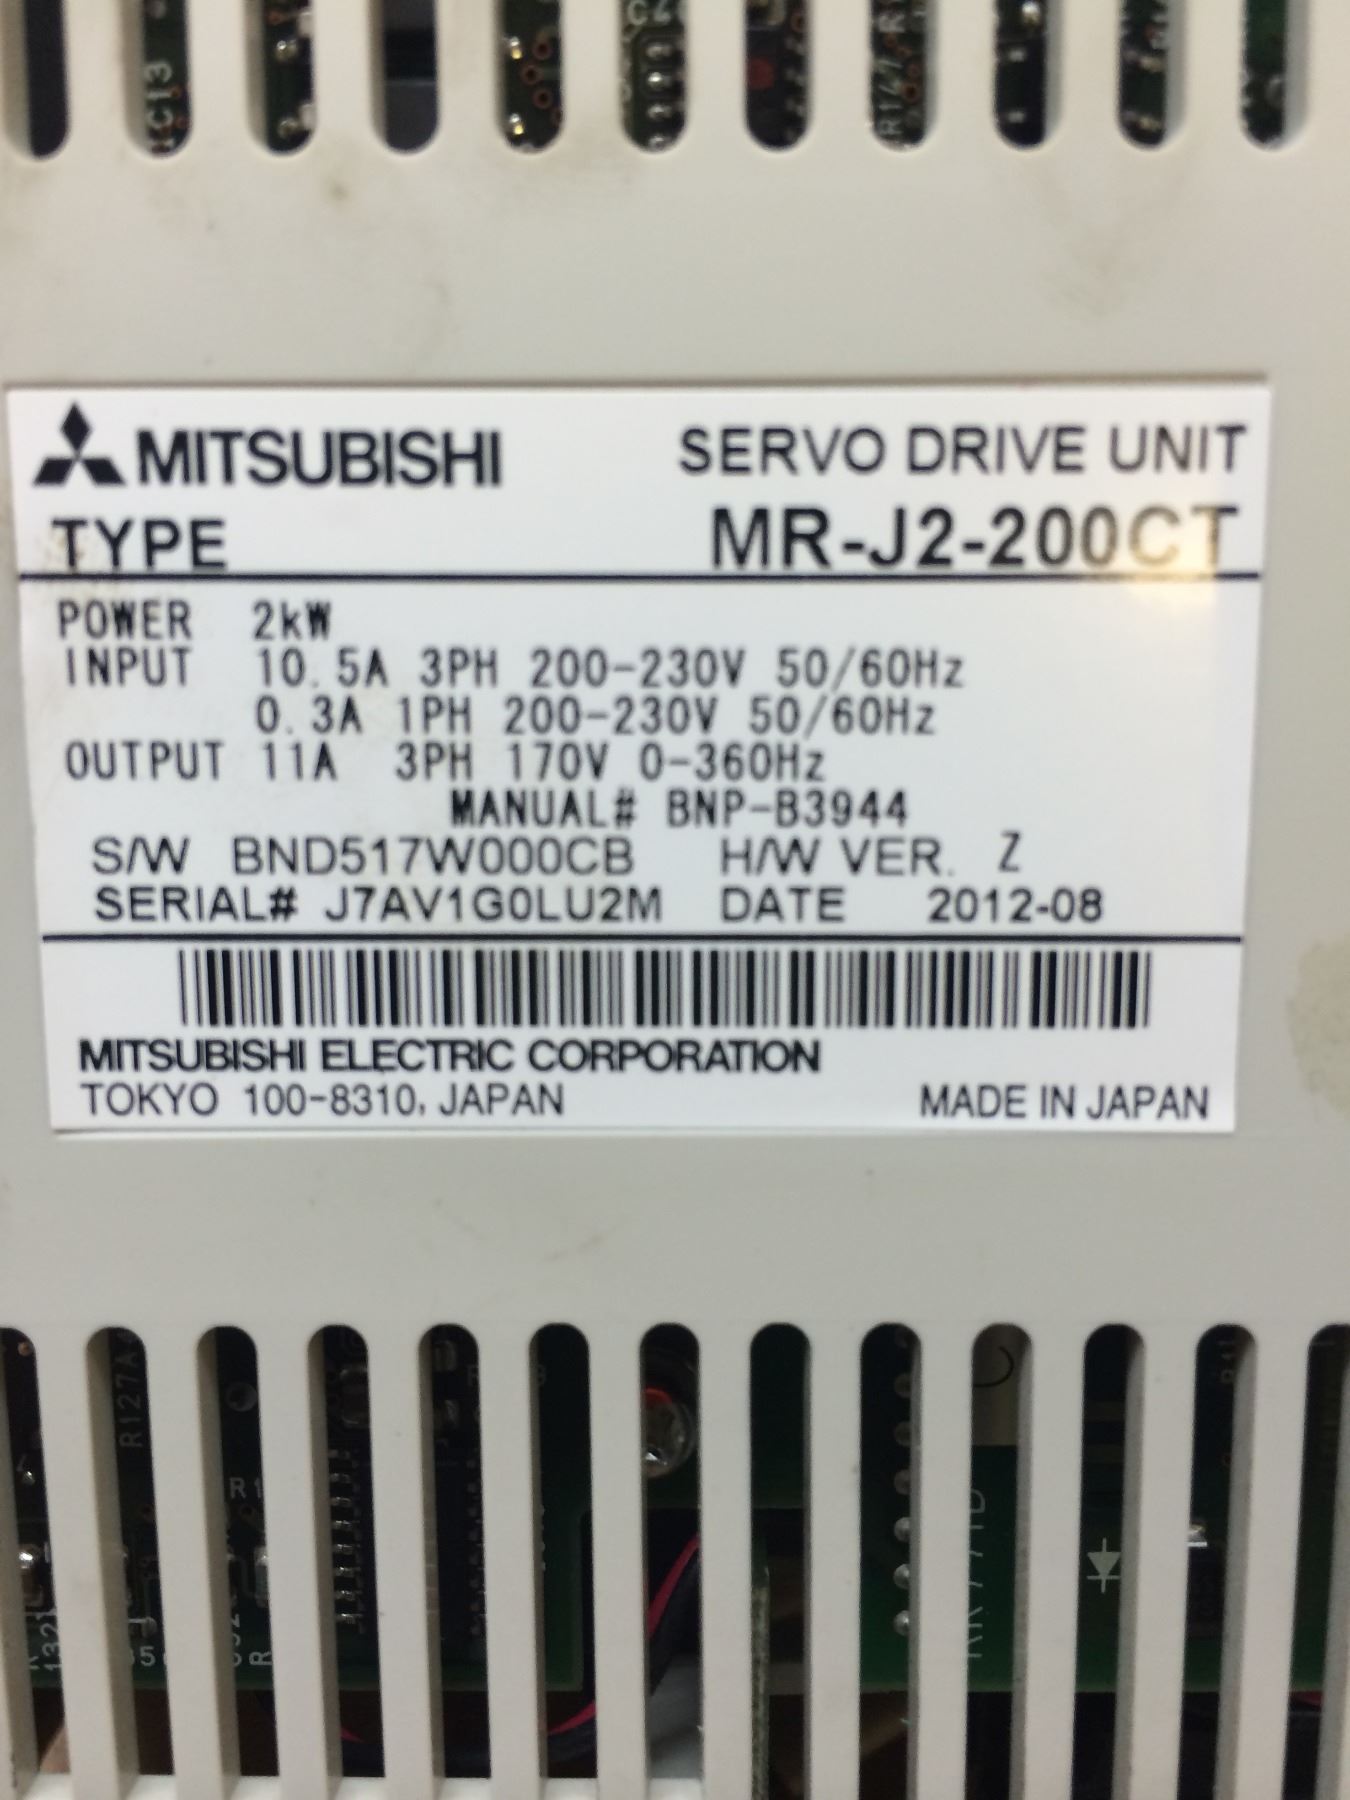 C13
MITSUBISHI SERVO DRIVE UNIT
TYPE MR-J2-200CT
POWER 2kW
INPUT 10.5A 3PH 200-230V 50/60Hz
0.3A 1PH 200-230V 50/60Hz
OUTPUT 11A 3PH 170V 0-360Hz
MANUAL# BNP-B3944
S/W BND517W000CB H/W VER. Z
SERIAL# J7AV1G0LU2M DATE 2012-08
MITSUBISHI ELECTRIC CORPORATION
TOKYO 100-8310, JAPAN MADE IN JAPAN
R127A